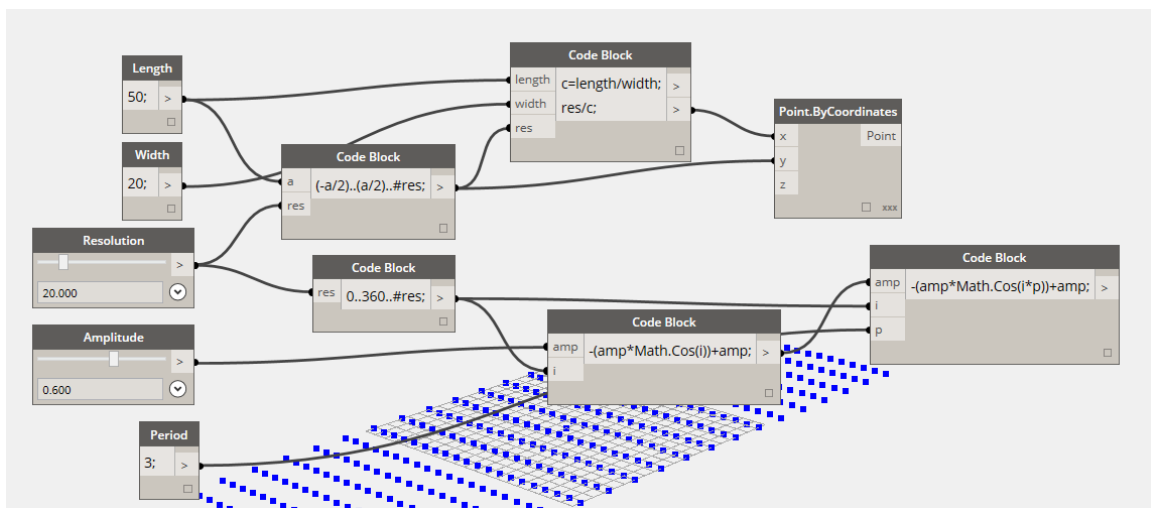 Length
50; >
Width
20; >
Resolution
>
20.000
Amplitude
>
0.600
Period
3; >
Code Block
a (-a/2)..(a/2)..#res; >
res
Code Block
res 0..360..#res; >
Code Block
length c=length/width; >
width res/c; >
res
Code Block
amp -(amp*Math.Cos(i))+amp; >
i
Point.ByCoordinates
x Point
y
z
xxx
Code Block
amp -(amp*Math.Cos(i*p))+amp; >
i
p